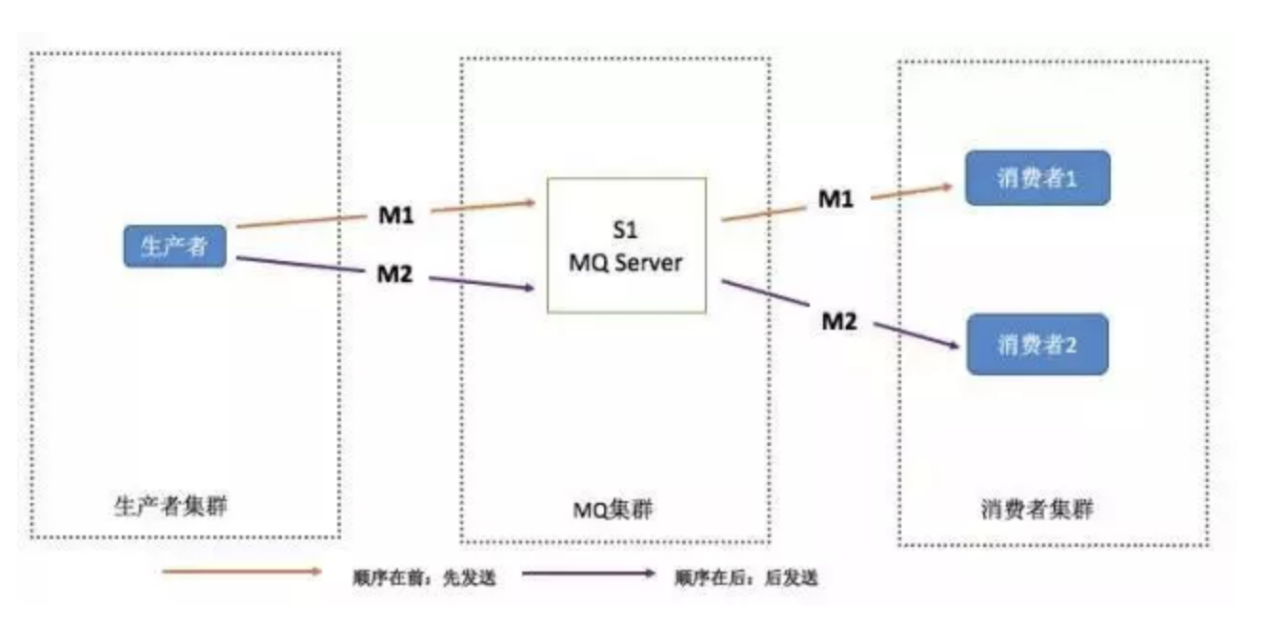 生产者
M1
M2
S1
MQ Server
M1
M2
消费者1
消费者2
生产者集群
MQ集群
消费者集群
顺序在前：先发送
顺序在后：后发送